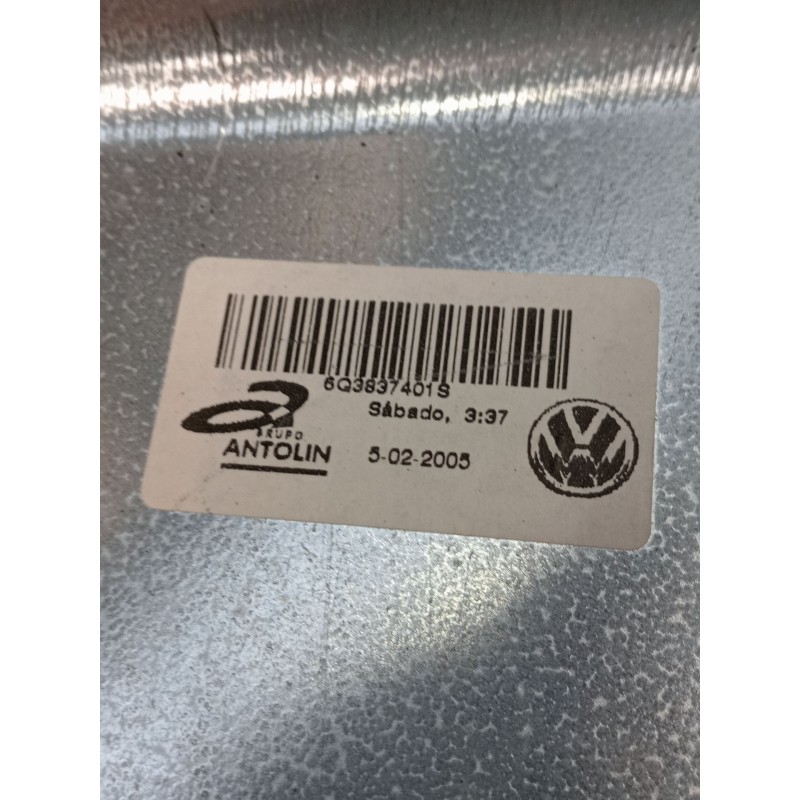 6Q3837401S
Sábado, 3:37
GRUPO
ANTOLIN
5-02-2005